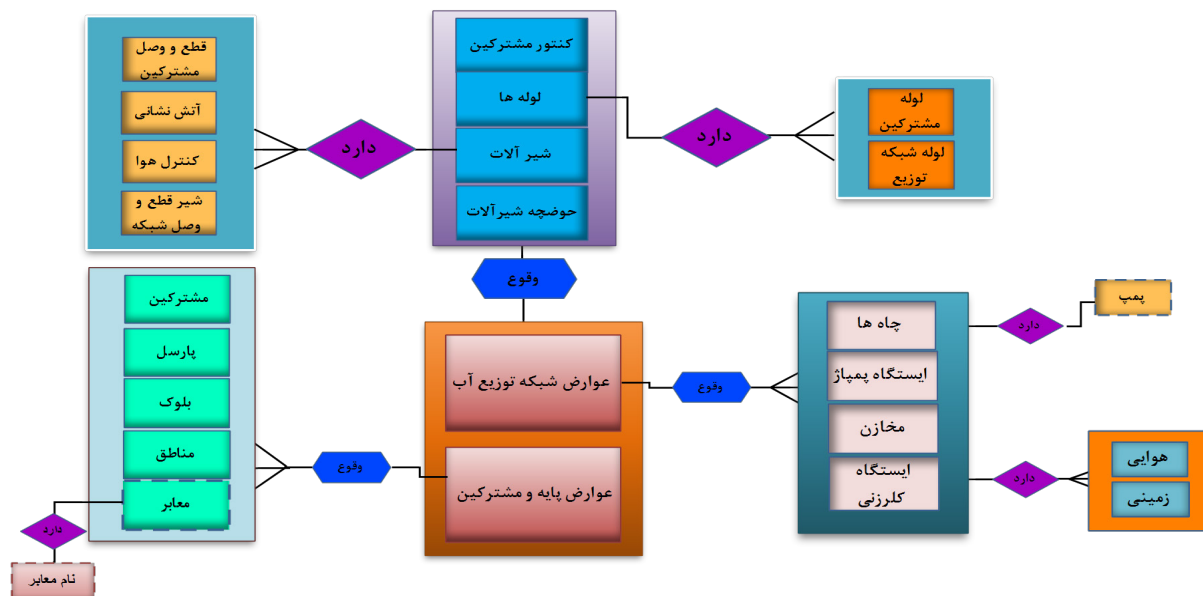 قطع و وصل
مشترکین
آتش نشانی
کنترل هوا
شیر قطع و
وصل شبکه
دارد
کنتور مشترکین
لوله ها
شیر آلات
حوضچه شیرآلات
دارد
لوله
مشترکین
لوله شبکه
توزیع
وقوع
مشترکین
پارسل
بلوک
مناطق
معابر
دارد
نام معابر
وقوع
عوارض شبکه توزیع آب
عوارض پایه و مشترکین
وقوع
چاه ها
ایستگاه پمپاژ
مخازن
ایستگاه
کلرزنی
دارد
پمپ
دارد
هوایی
زمینی